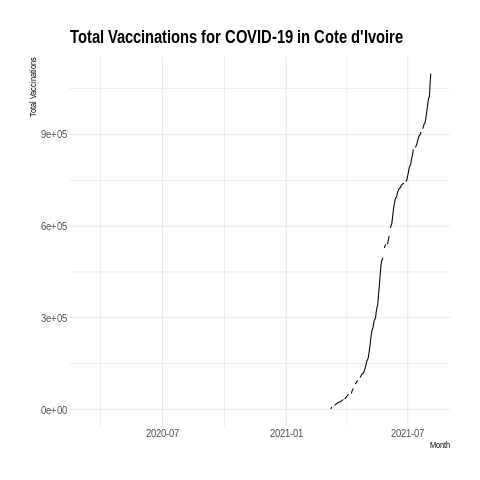 Total Vaccinations for COVID-19 in Cote d'Ivoire
Total Vaccinations
9e+05
6e+05
3e+05
0e+00
2020-07 2021-01 2021-07
Month